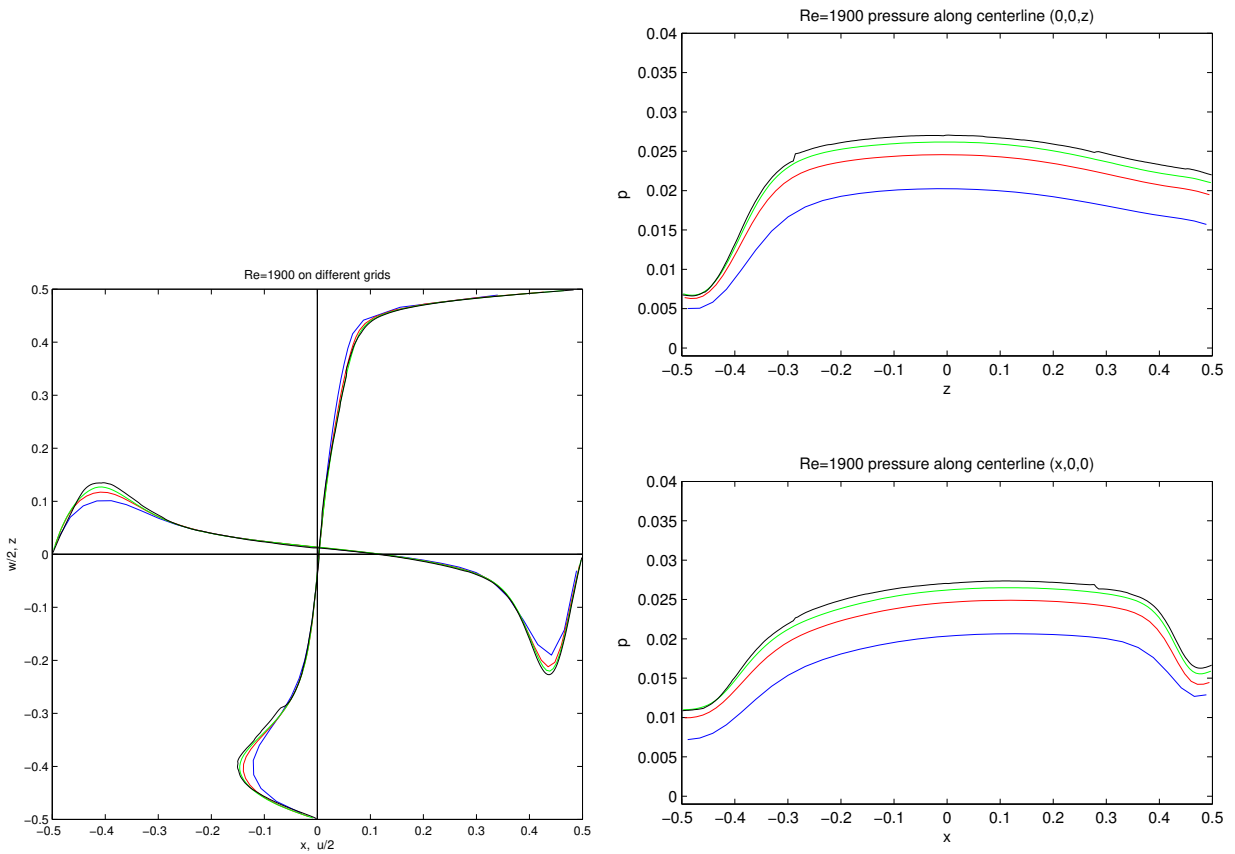 Re=1900 on different grids
0.5
0.4
0.3
0.2
0.1
0
−0.1
−0.2
−0.3
−0.4
−0.5
w/2, z
−0.5 −0.4 −0.3 −0.2 −0.1 0 0.1 0.2 0.3 0.4 0.5
x, u/2
Re=1900 pressure along centerline (0,0,z)
0.04
0.035
0.03
0.025
0.02
0.015
0.01
0.005
0
p
−0.5 −0.4 −0.3 −0.2 −0.1 0 0.1 0.2 0.3 0.4 0.5
z
Re=1900 pressure along centerline (x,0,0)
0.04
0.035
0.03
0.025
0.02
0.015
0.01
0.005
0
p
−0.5 −0.4 −0.3 −0.2 −0.1 0 0.1 0.2 0.3 0.4 0.5
x